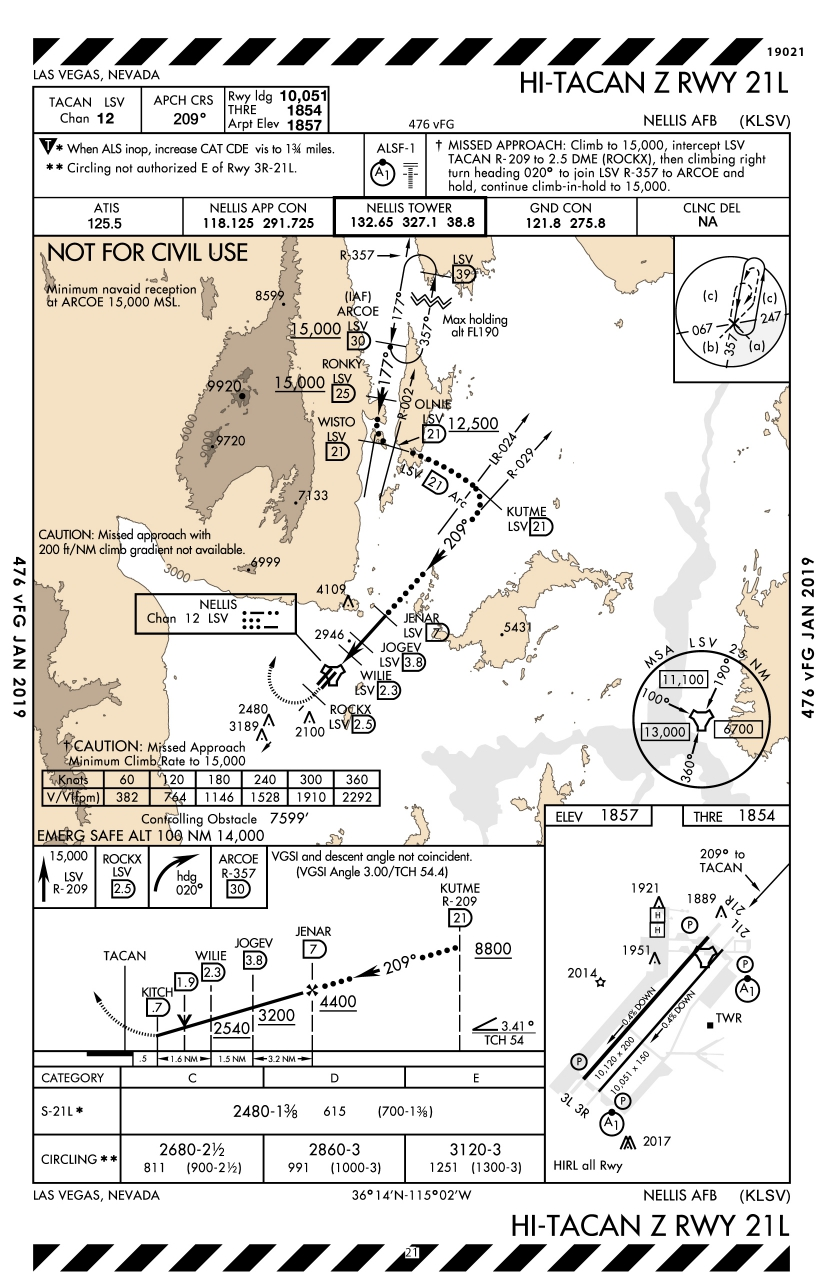 19021
LAS VEGAS, NEVADA
HI-TACAN Z RWY 21L
TACAN LSV
Chan 12
APCH CRS
209°
Rwy ldg 10,051
THRE 1854
Arpt Elev 1857
476 vFG
NELLIS AFB (KLSV)
T * When ALS inop, increase CAT CDE vis to 1¾ miles.
** Circling not authorized E of Rwy 3R-21L.
ALSF-1
A1
† MISSED APPROACH: Climb to 15,000, intercept LSV
TACAN R-209 to 2.5 DME (ROCKX), then climbing right
turn heading 020° to join LSV R-357 to ARCOE and
hold, continue climb-in-hold to 15,000.
ATIS
125.5
NELLIS APP CON
118.125 291.725
NELLIS TOWER
132.65 327.1 38.8
GND CON
121.8 275.8
CLNC DEL
NA
NOT FOR CIVIL USE
Minimum navaid reception
at ARCOE 15,000 MSL.
R-357
LSV
39
8599
(IAF)
ARCOE
LSV
30
15,000
177°
357°
Max holding
alt FL190
(c)
(c)
067
247
(b)
357
(a)
RONKY
LSV
25
15,000
177°
R-002
9920
9720
9000
9000
WISTO
LSV
21
OLNIE
LSV
21
12,500
LSV 21 Arc
LR-024
R-029
7133
KUTME
LSV 21
209°
CAUTION: Missed approach with
200 ft/NM climb gradient not available.
6999
3000
4109
NELLIS
Chan 12 LSV
2946
JENAR
LSV 7
5431
JOGEV
LSV 3.8
WILIE
LSV 2.3
ROCKX
LSV 2.5
2480
3189
2100
MSA LSV 25 NM
11,100
190°
100°
13,000
6700
360°
† CAUTION: Missed Approach
Minimum Climb Rate to 15,000
Knots 60 120 180 240 300 360
V/V(fpm) 382 764 1146 1528 1910 2292
Controlling Obstacle 7599'
EMERG SAFE ALT 100 NM 14,000
476 vFG JAN 2019
476 vFG JAN 2019
ELEV 1857
THRE 1854
15,000
LSV
R-209
ROCKX
2.5
hdg
020°
ARCOE
R-357
30
VGSI and descent angle not coincident.
(VGSI Angle 3.00/TCH 54.4)
KUTME
R-209
21
JENAR
7
JOGEV
3.8
WILIE
2.3
1.9
TACAN
KITCH
.7
209°
8800
4400
3200
2540
3.41°
TCH 54
.5
1.6 NM
1.5 NM
3.2 NM
209° to
TACAN
1921
1889
21R
21L
H
H
P
1951
P
A1
2014
0.4% DOWN
0.4% DOWN
TWR
10,120 x 200
10,051 x 150
P
P
3L 3R
A1
2017
HIRL all Rwy
CATEGORY C D E
S-21L * 2480-1⅜ 615 (700-1⅜)
CIRCLING ** 2680-2½ 2860-3 3120-3
811 (900-2½) 991 (1000-3) 1251 (1300-3)
LAS VEGAS, NEVADA
36°14'N-115°02'W
NELLIS AFB (KLSV)
HI-TACAN Z RWY 21L
21